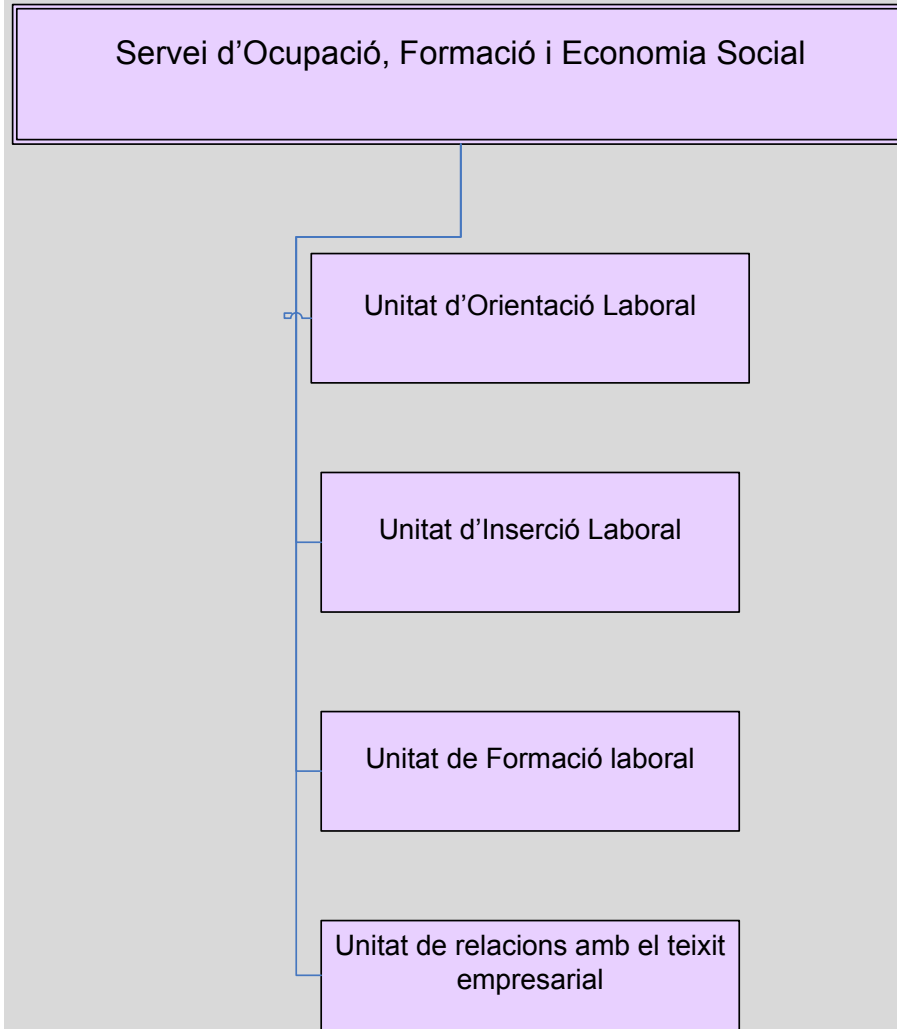 Servei d’Ocupació, Formació i Economia Social
Unitat d’Orientació Laboral
Unitat d’Inserció Laboral
Unitat de Formació laboral
Unitat de relacions amb el teixit
empresarial